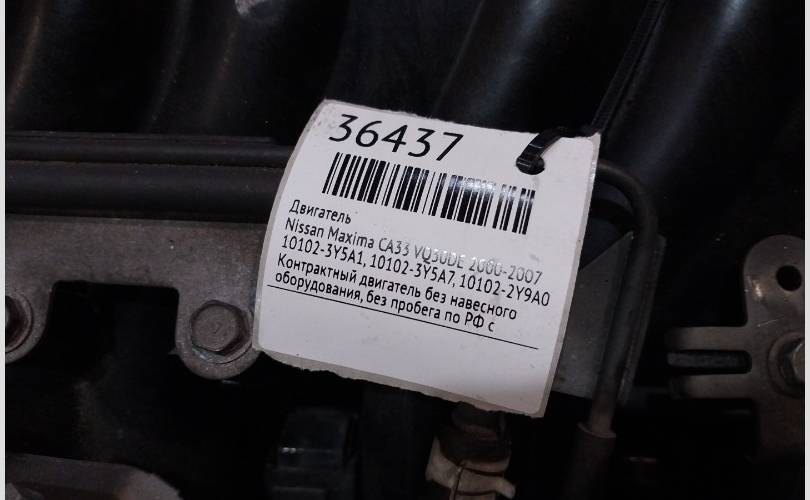 36437
Двигатель
Nissan Maxima CA33 VQ30DE 2000-2007
10102-3Y5A1, 10102-3Y5A7, 10102-2Y9A0
Контрактный двигатель без навесного
оборудования, без пробега по РФ с